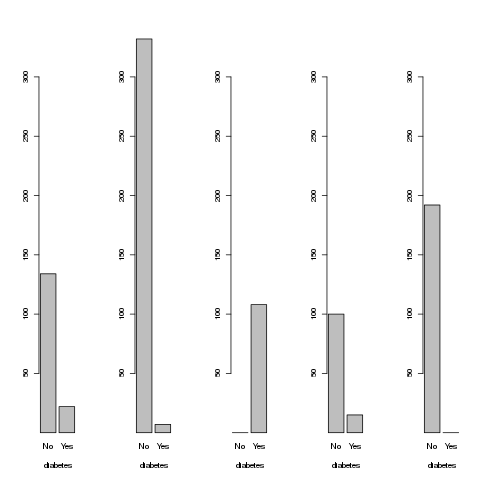 300 300 300 300 300
250 250 250 250 250
200 200 200 200 200
150 150 150 150 150
100 100 100 100 100
50 50 50 50 50
No Yes No Yes No Yes No Yes No Yes
diabetes diabetes diabetes diabetes diabetes